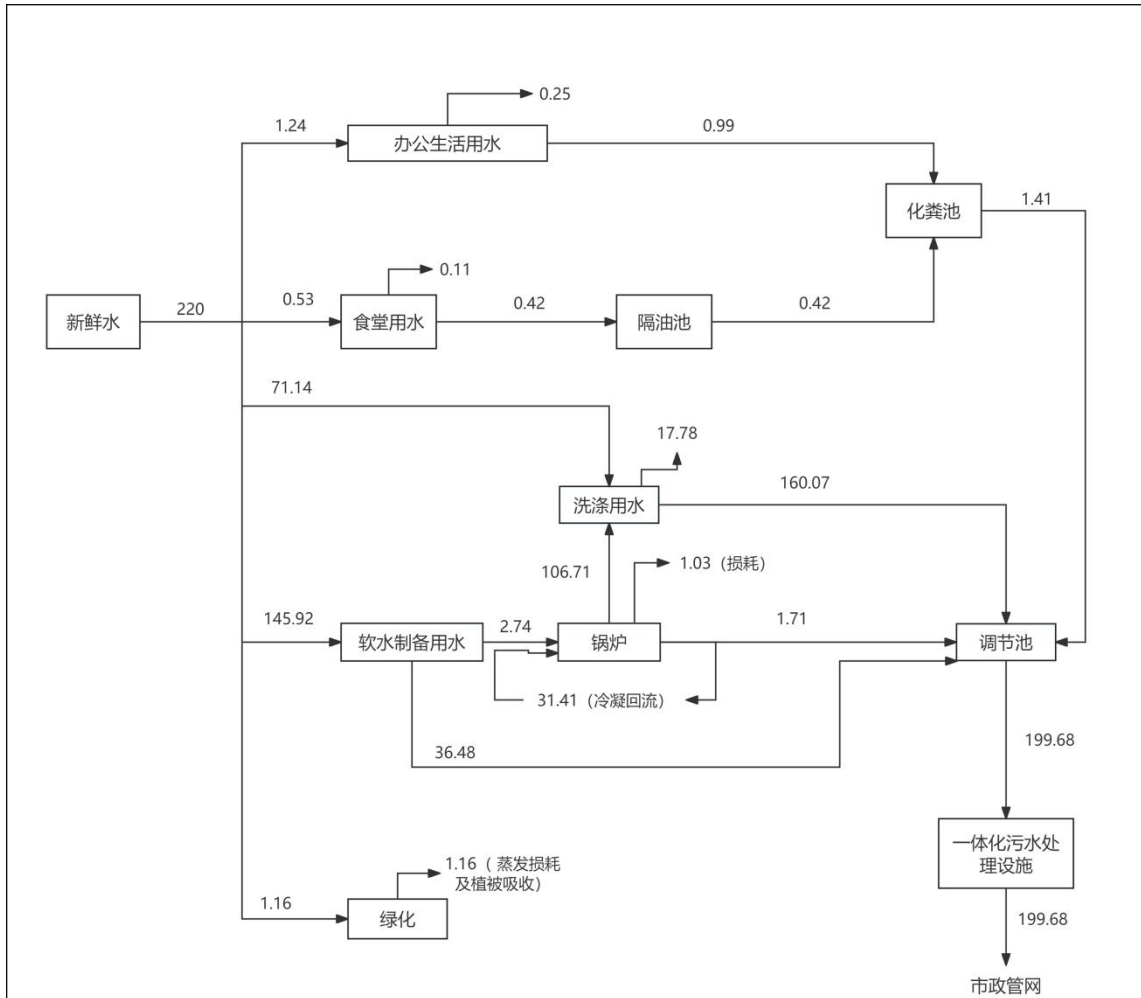 0.25
1.24
办公生活用水
0.99
化粪池
1.41
0.11
新鲜水
220
0.53
食堂用水
0.42
隔油池
0.42
71.14
17.78
洗涤用水
160.07
106.71
1.03（损耗）
145.92
软水制备用水
2.74
锅炉
1.71
调节池
31.41（冷凝回流）
36.48
199.68
一体化污水处
理设施
1.16（ 蒸发损耗
及植被吸收）
1.16
绿化
199.68
市政管网